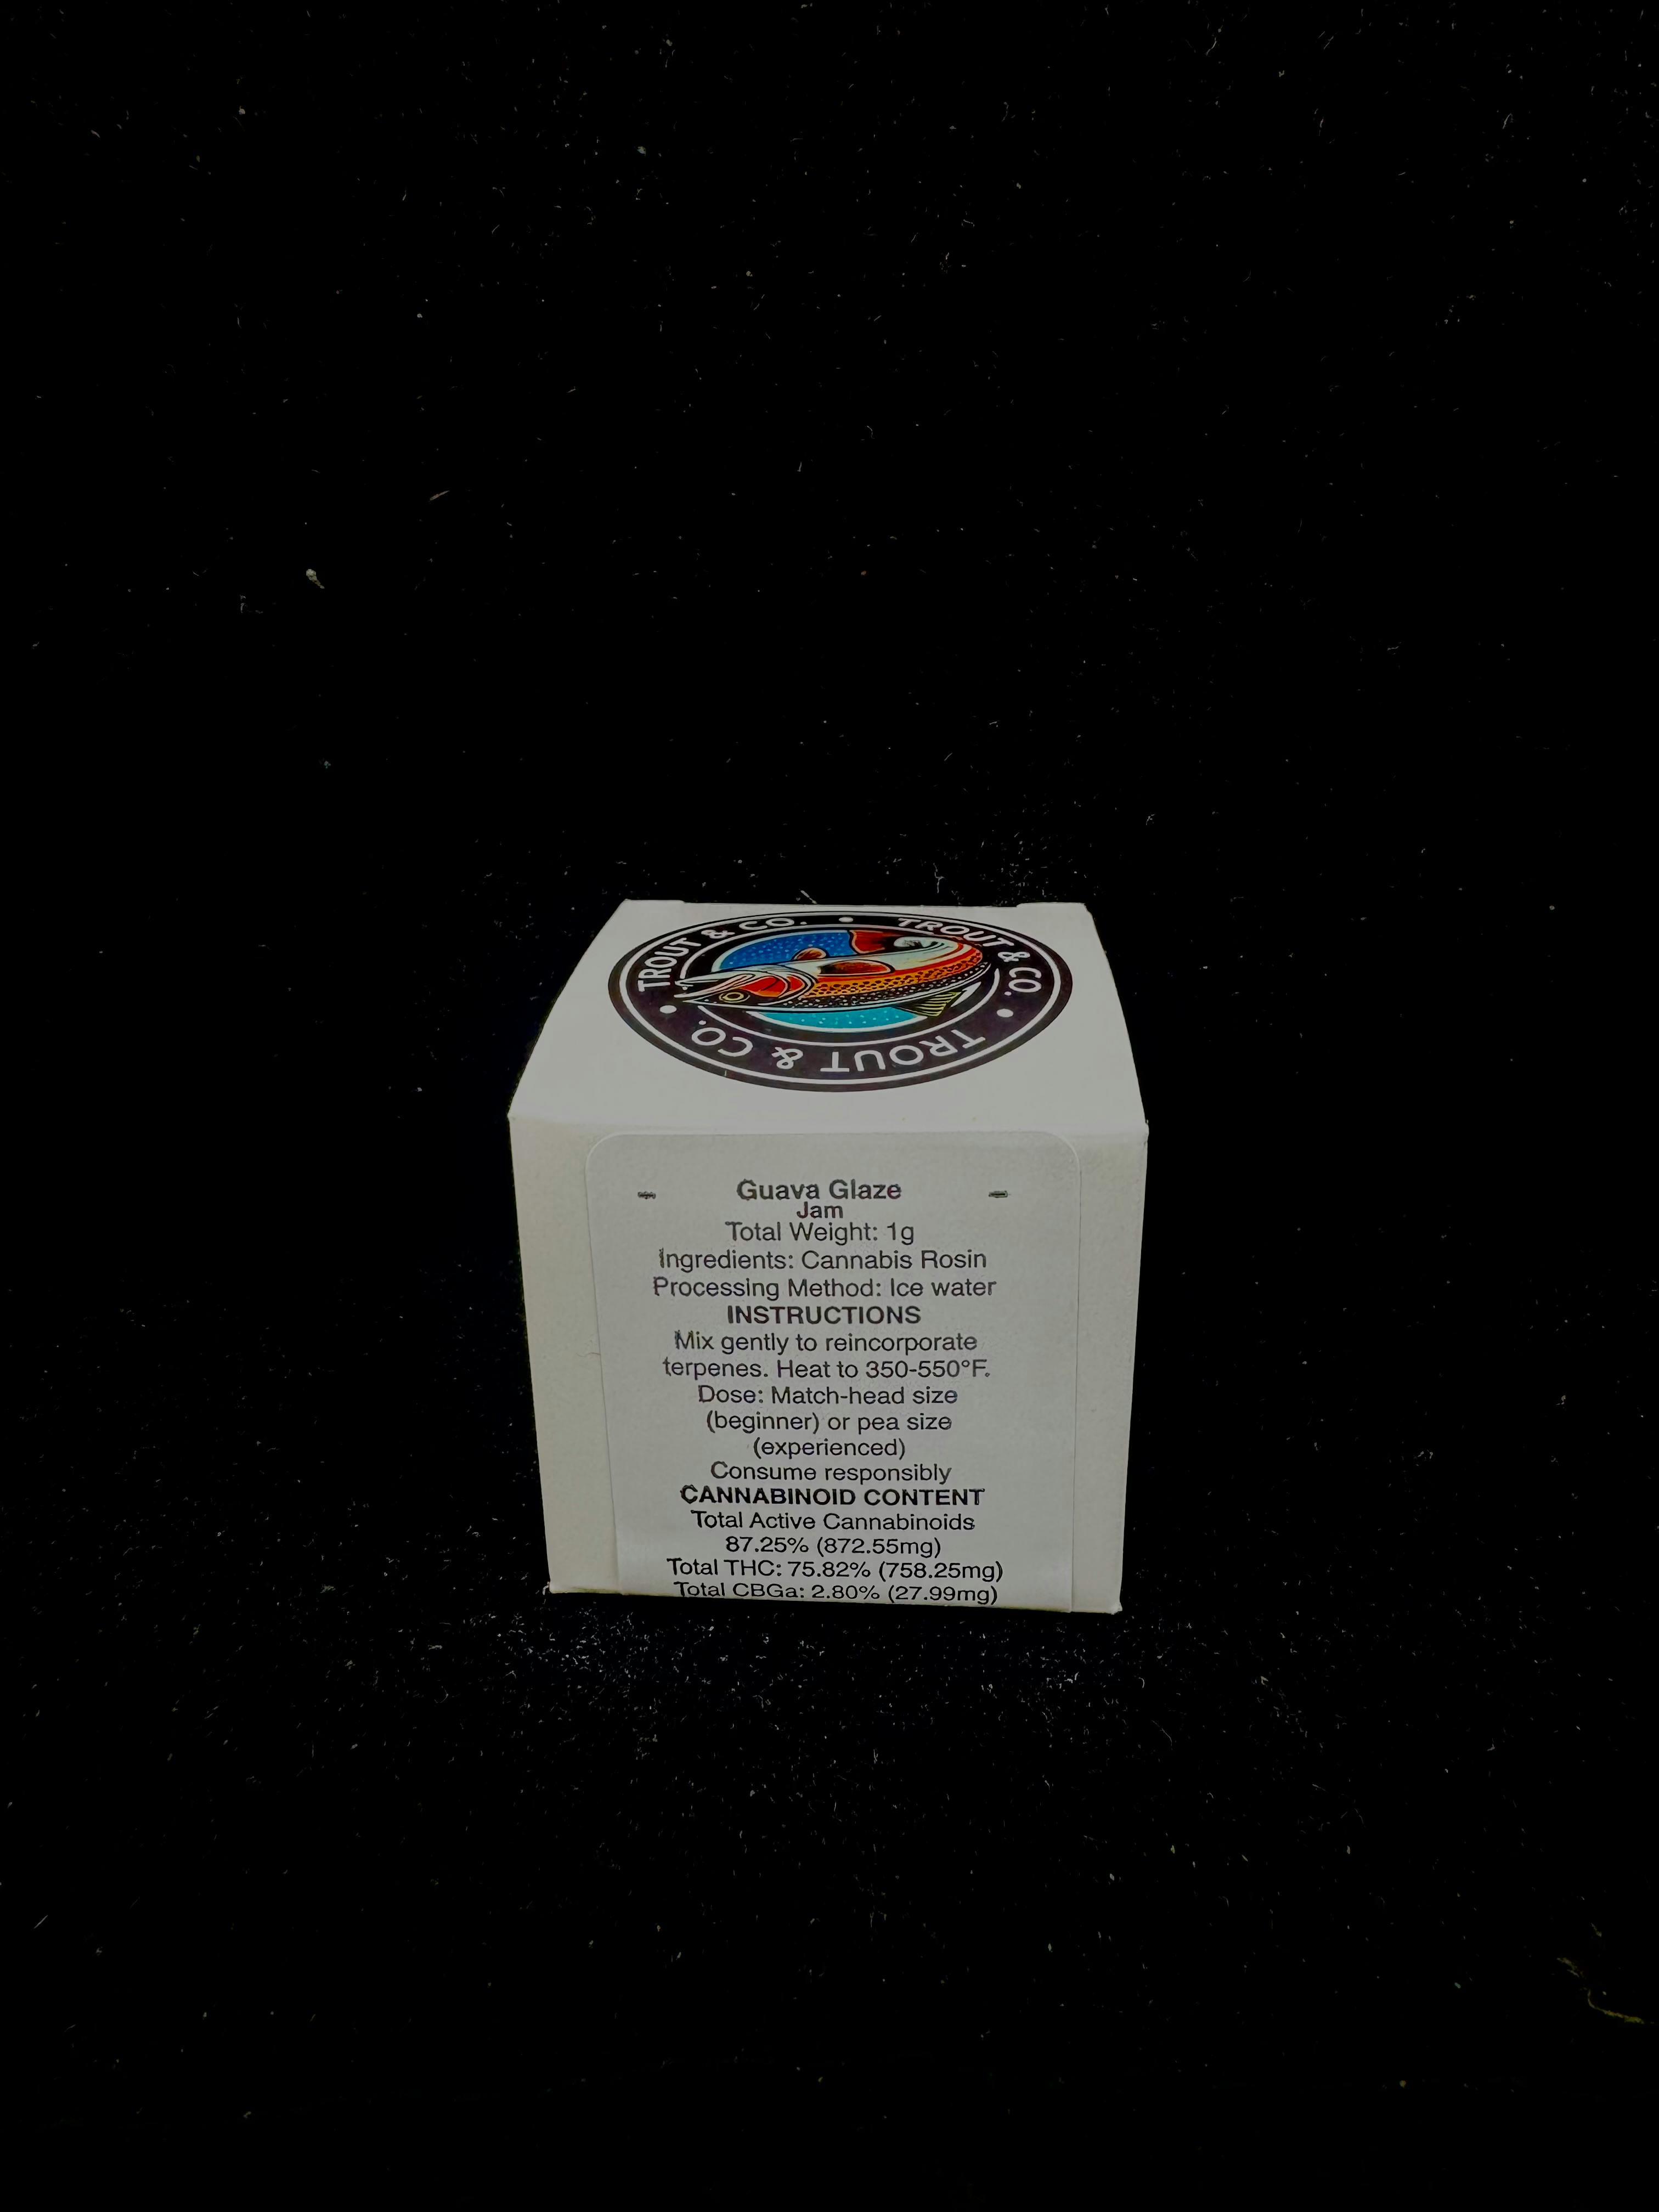 TROUT & CO. • TROUT & CO. • TROUT & CO. •
- Guava Glaze -
Jam
Total Weight: 1g
Ingredients: Cannabis Rosin
Processing Method: Ice water
INSTRUCTIONS
Mix gently to reincorporate
terpenes. Heat to 350-550°F.
Dose: Match-head size
(beginner) or pea size
(experienced)
Consume responsibly
CANNABINOID CONTENT
Total Active Cannabinoids
87.25% (872.55mg)
Total THC: 75.82% (758.25mg)
Total CBGa: 2.80% (27.99mg)